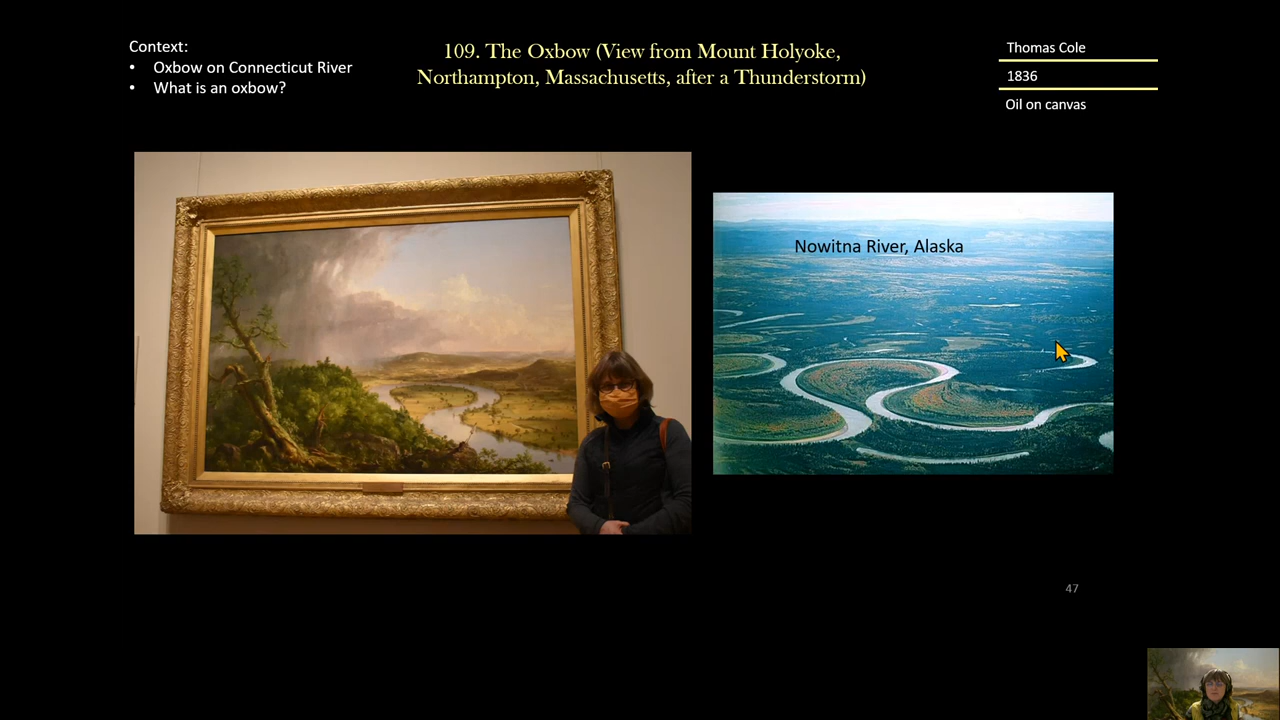 Context:
• Oxbow on Connecticut River
• What is an oxbow?
109. The Oxbow (View from Mount Holyoke,
Northampton, Massachusetts, after a Thunderstorm)
Thomas Cole
1836
Oil on canvas
Nowitna River, Alaska
47